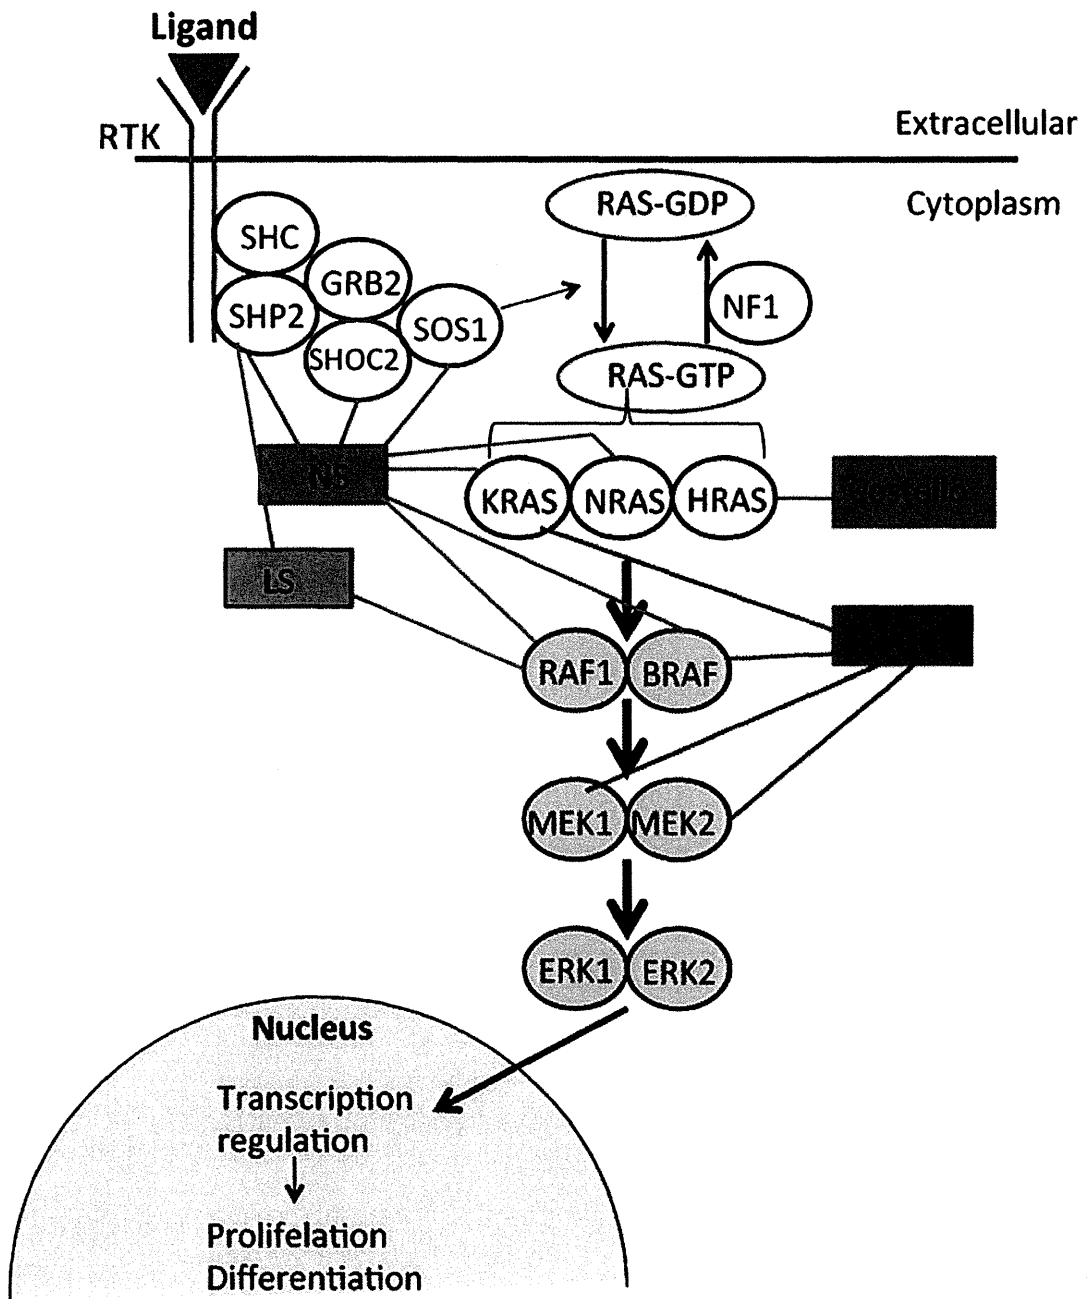 Ligand
RTK
Extracellular
Cytoplasm
RAS-GDP
SHC
GRB2
SHP2
SOS1
NF1
SHOC2
RAS-GTP
NS
KRAS
NRAS
HRAS
LS
RAF1
BRAF
MEK1
MEK2
ERK1
ERK2
Nucleus
Transcription
regulation
Prolifelation
Differentiation